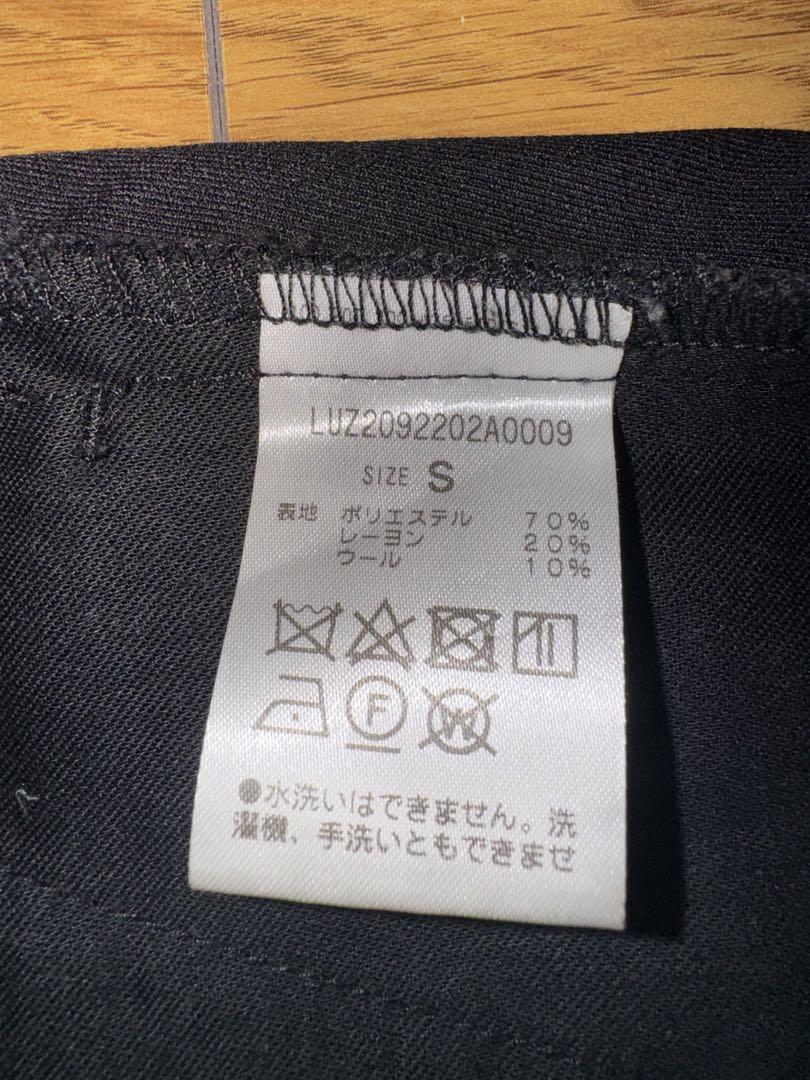 LUZ2092202A0009
SIZE S
表地 ポリエステル 70%
レーヨン 20%
ウール 10%
F W
●水洗いはできません。洗
濯機、手洗いともできませ